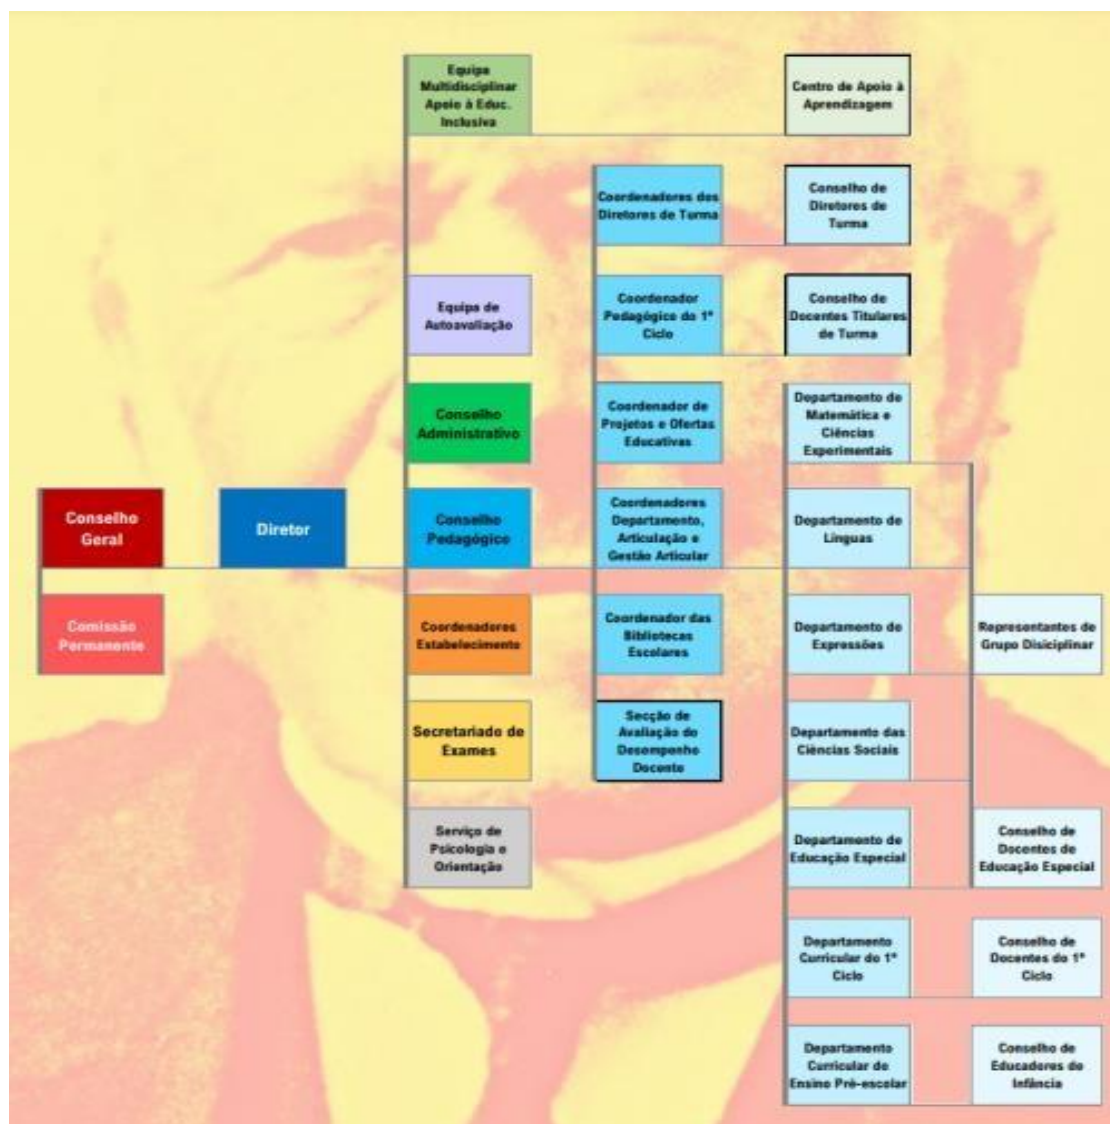 Equipa
Multidisciplinar
Apoio à Educ.
Inclusiva
Centro de Apoio à
Aprendizagem
Coordenadores dos
Diretores de Turma
Conselho de
Diretores de
Turma
Equipa de
Autoavaliação
Coordenador
Pedagógico do 1º
Ciclo
Conselho de
Docentes Titulares
de Turma
Conselho
Administrativo
Coordenador de
Projetos e Ofertas
Educativas
Departamento de
Matemática e
Ciências
Experimentais
Conselho
Geral
Diretor
Conselho
Pedagógico
Coordenadores
Departamento,
Articulação e
Gestão Articular
Departamento de
Línguas
Comissão
Permanente
Coordenadores
Estabelecimento
Coordenador das
Bibliotecas
Escolares
Departamento de
Expressões
Representantes de
Grupo Disiciplinar
Secretariado de
Exames
Secção de
Avaliação do
Desempenho
Docente
Departamento das
Ciências Sociais
Serviço de
Psicologia e
Orientação
Departamento de
Educação Especial
Conselho de
Docentes de
Educação Especial
Departamento
Curricular do 1º
Ciclo
Conselho de
Docentes do 1º
Ciclo
Departamento
Curricular de
Ensino Pré-escolar
Conselho de
Educadores de
Infância